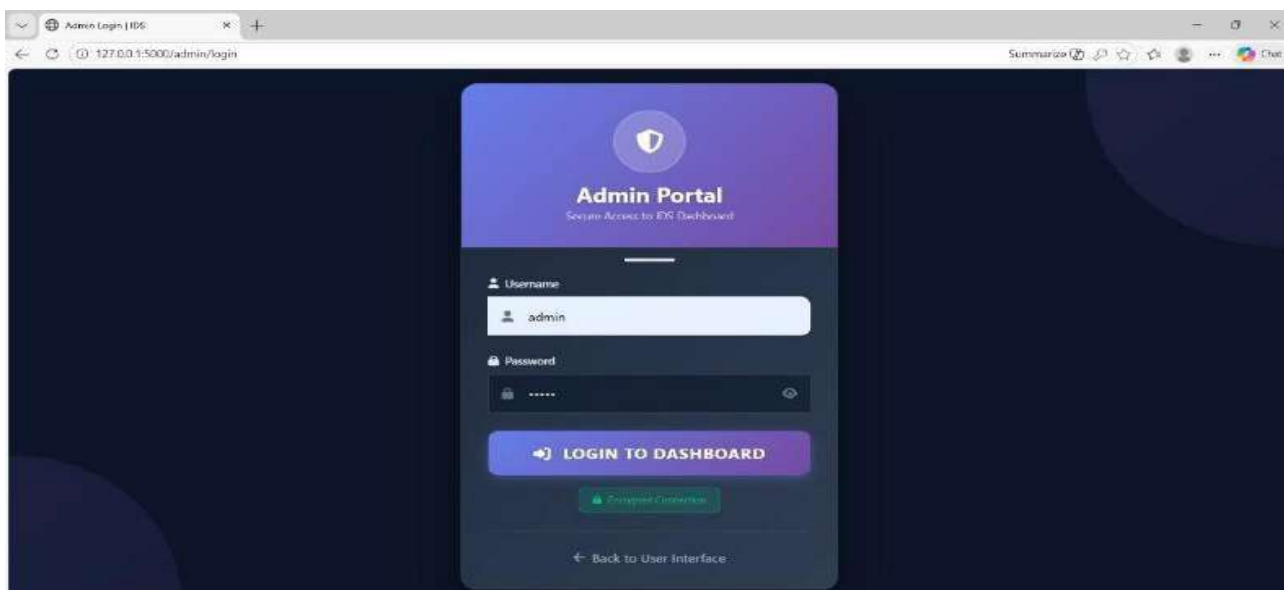 Admin Login | IDS
127.0.0.1:5000/admin/login
Summarize
Chat
Admin Portal
Secure Access to IDS Dashboard
Username
admin
Password
•••••
LOGIN TO DASHBOARD
Encrypted Connection
← Back to User Interface